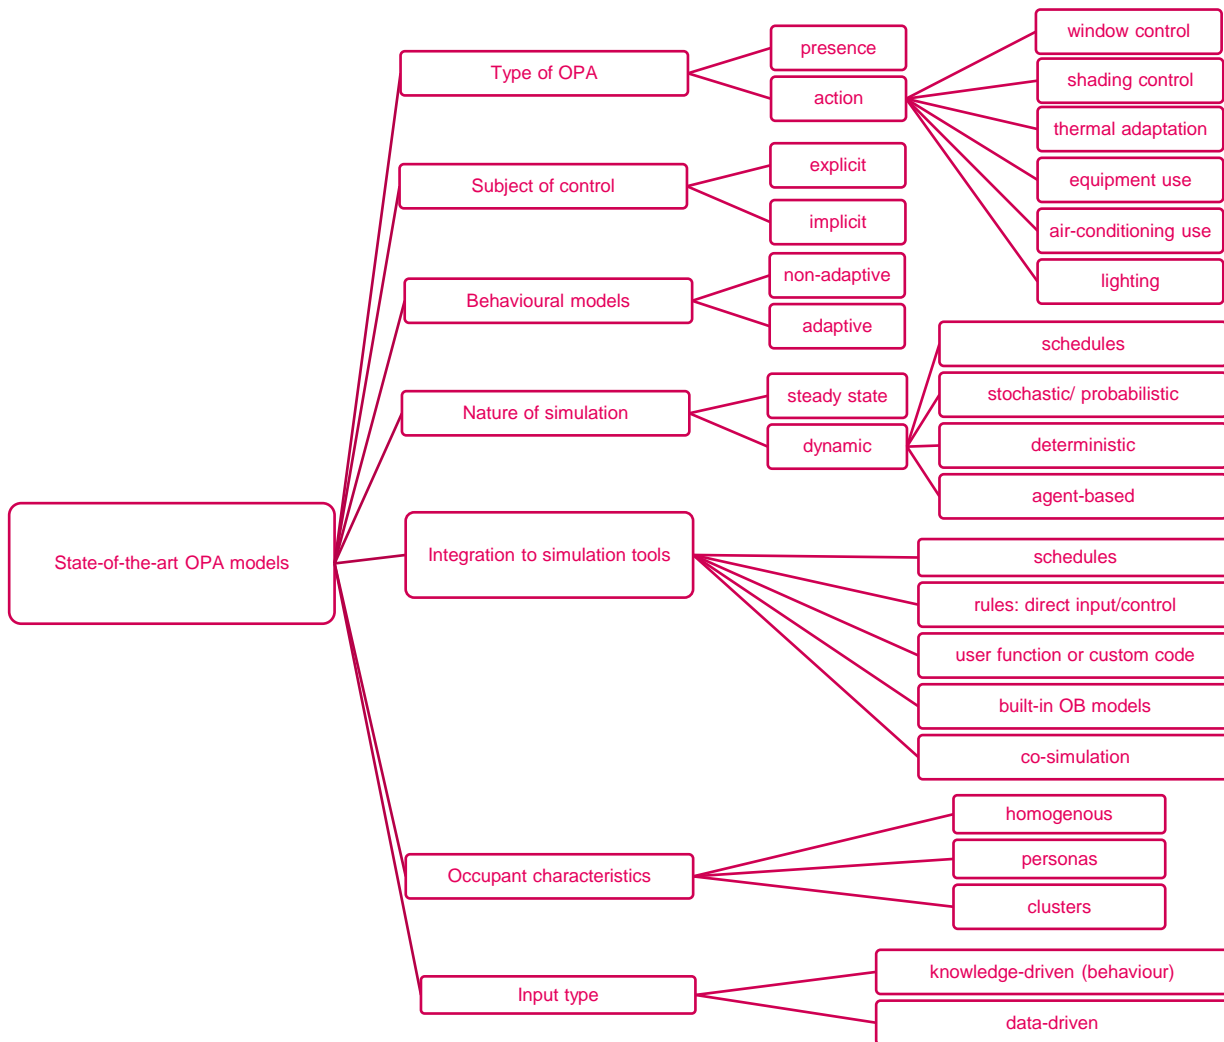 State-of-the-art OPA models
Type of OPA
presence
action
window control
shading control
thermal adaptation
equipment use
air-conditioning use
lighting
Subject of control
explicit
implicit
Behavioural models
non-adaptive
adaptive
Nature of simulation
steady state
dynamic
schedules
stochastic/ probabilistic
deterministic
agent-based
Integration to simulation tools
schedules
rules: direct input/control
user function or custom code
built-in OB models
co-simulation
Occupant characteristics
homogenous
personas
clusters
Input type
knowledge-driven (behaviour)
data-driven